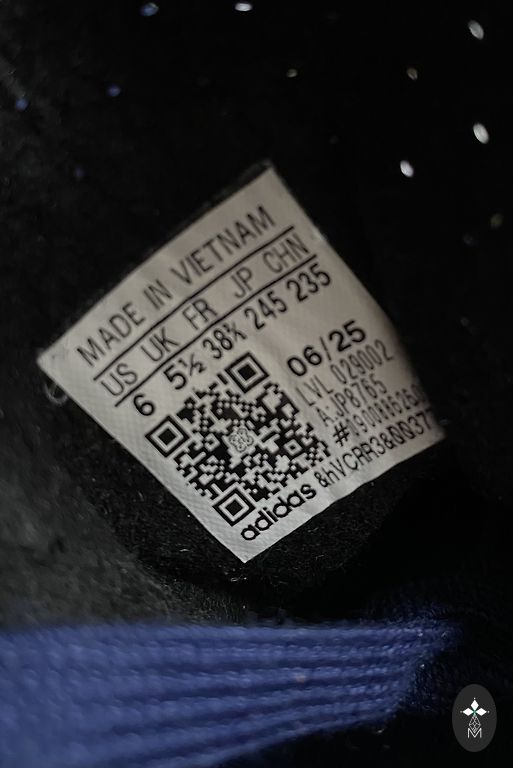 MADE IN VIETNAM
US UK FR JP CHN
6 5½ 38⅔ 245 235
06/25
LVL 029002
A:JP8765
adidas
M